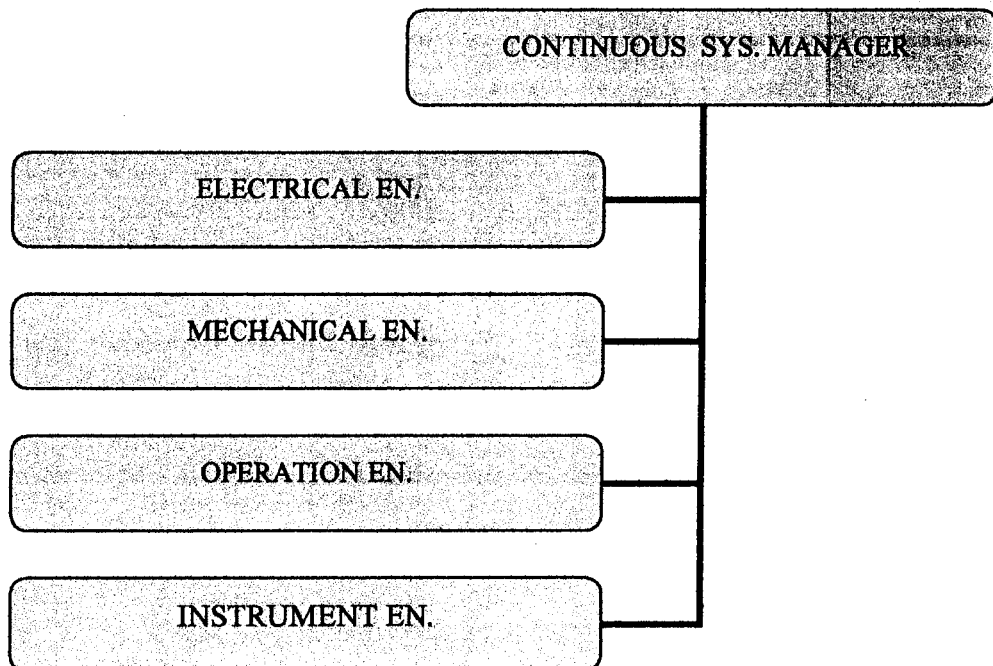 CONTINUOUS SYS. MANAGER
ELECTRICAL EN.
MECHANICAL EN.
OPERATION EN.
INSTRUMENT EN.